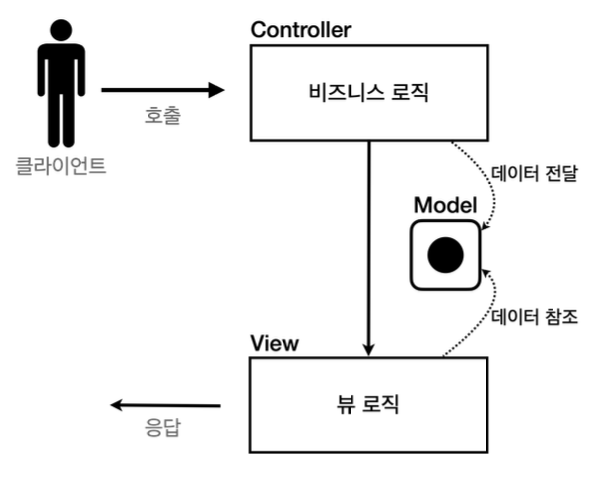 Controller
비즈니스 로직
호출
클라이언트
데이터 전달
Model
데이터 참조
View
뷰 로직
응답